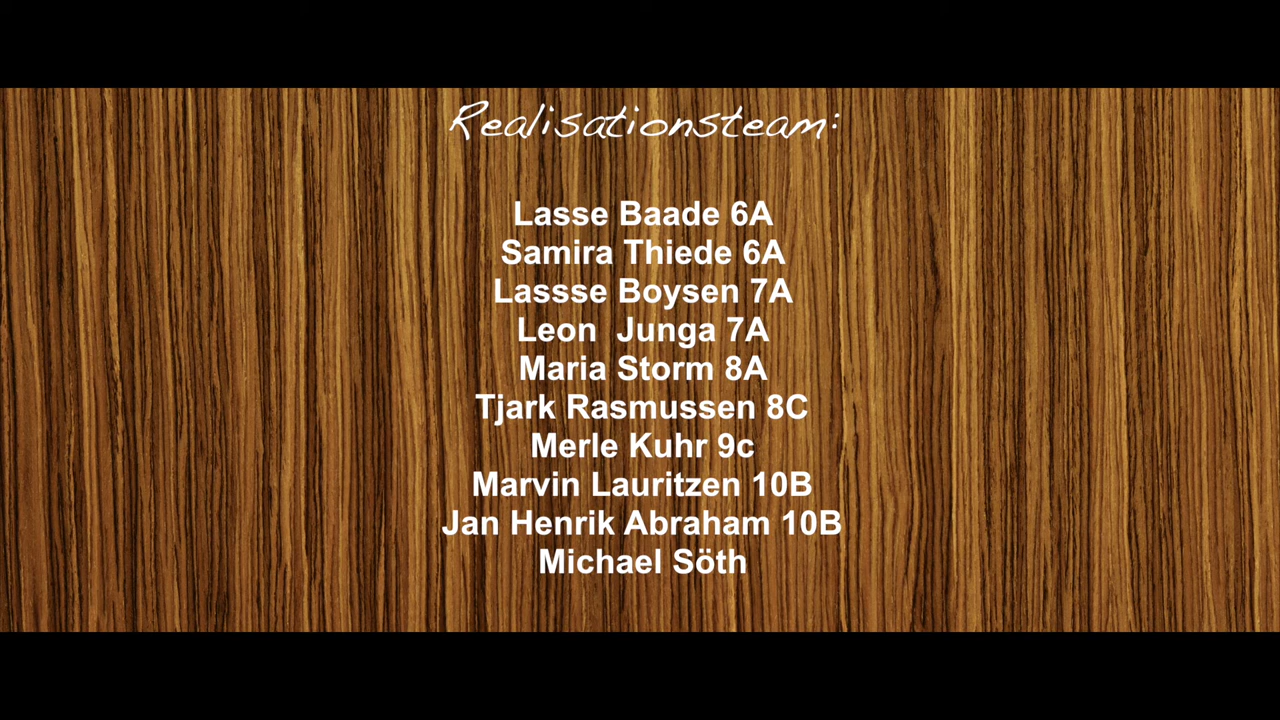 Realisationsteam:
Lasse Baade 6A
Samira Thiede 6A
Lassse Boysen 7A
Leon  Junga 7A
Maria Storm 8A
Tjark Rasmussen 8C
Merle Kuhr 9c
Marvin Lauritzen 10B
Jan Henrik Abraham 10B
Michael Söth